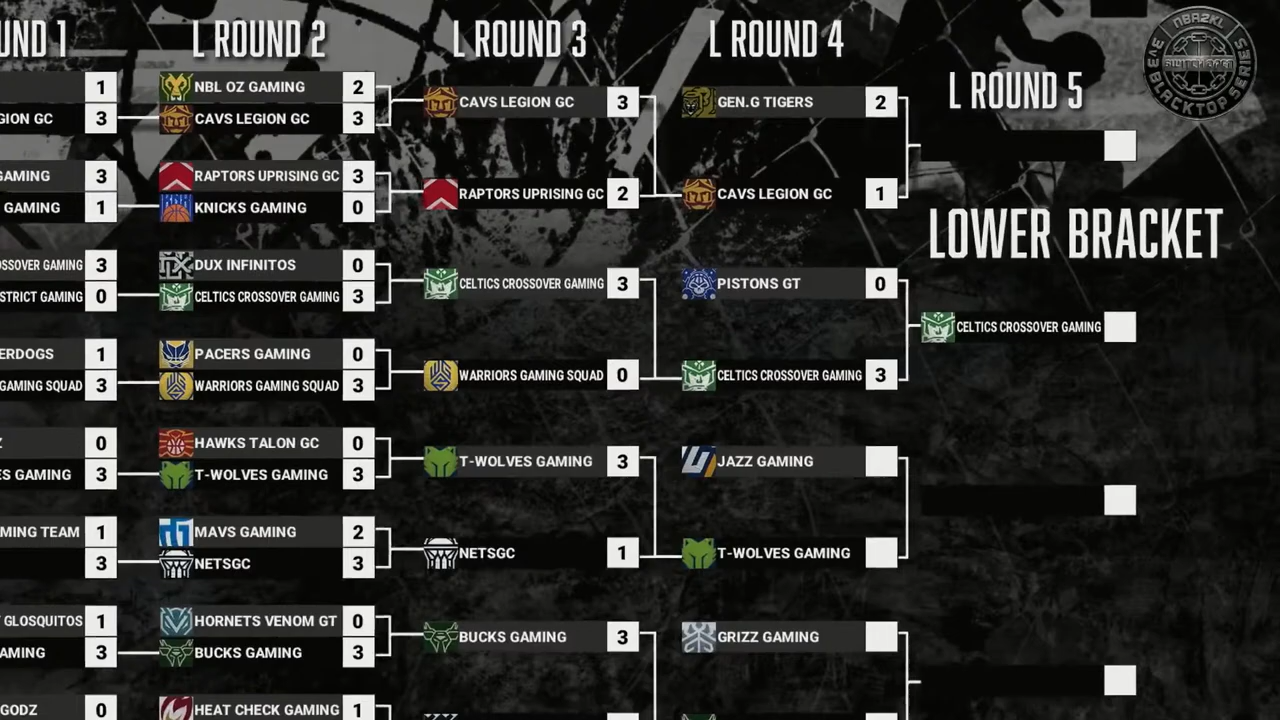 UND 1
L ROUND 2
L ROUND 3
L ROUND 4
L ROUND 5
LOWER BRACKET
1
GION GC 3
GAMING 3
GAMING 1
OSSOVER GAMING 3
STRICT GAMING 0
ERDOGS 1
GAMING SQUAD 3
Z 0
ES GAMING 3
MING TEAM 1
3
GLOSQUITOS 1
AMING 3
GODZ 0
NBL OZ GAMING 2
CAVS LEGION GC 3
RAPTORS UPRISING GC 3
KNICKS GAMING 0
DUX INFINITOS 0
CELTICS CROSSOVER GAMING 3
PACERS GAMING 0
WARRIORS GAMING SQUAD 3
HAWKS TALON GC 0
T-WOLVES GAMING 3
MAVS GAMING 2
NETSGC 3
HORNETS VENOM GT 0
BUCKS GAMING 3
HEAT CHECK GAMING 1
CAVS LEGION GC 3
RAPTORS UPRISING GC 2
CELTICS CROSSOVER GAMING 3
WARRIORS GAMING SQUAD 0
T-WOLVES GAMING 3
NETSGC 1
BUCKS GAMING 3
GEN.G TIGERS 2
CAVS LEGION GC 1
PISTONS GT 0
CELTICS CROSSOVER GAMING 3
JAZZ GAMING
T-WOLVES GAMING
GRIZZ GAMING
CELTICS CROSSOVER GAMING
NBA2KL
SWITCH OPEN
3V3 BLACKTOP SERIES